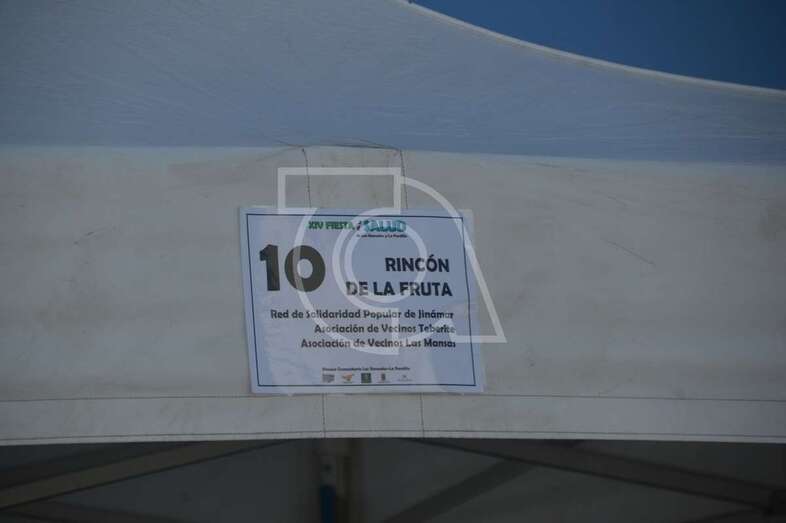 XIV FIESTA SALUD
10
RINCÓN
DE LA FRUTA
Red de Solidaridad Popular de Jinámar
Asociación de Vecinos Teberite
Asociación de Vecinos Las Mansas